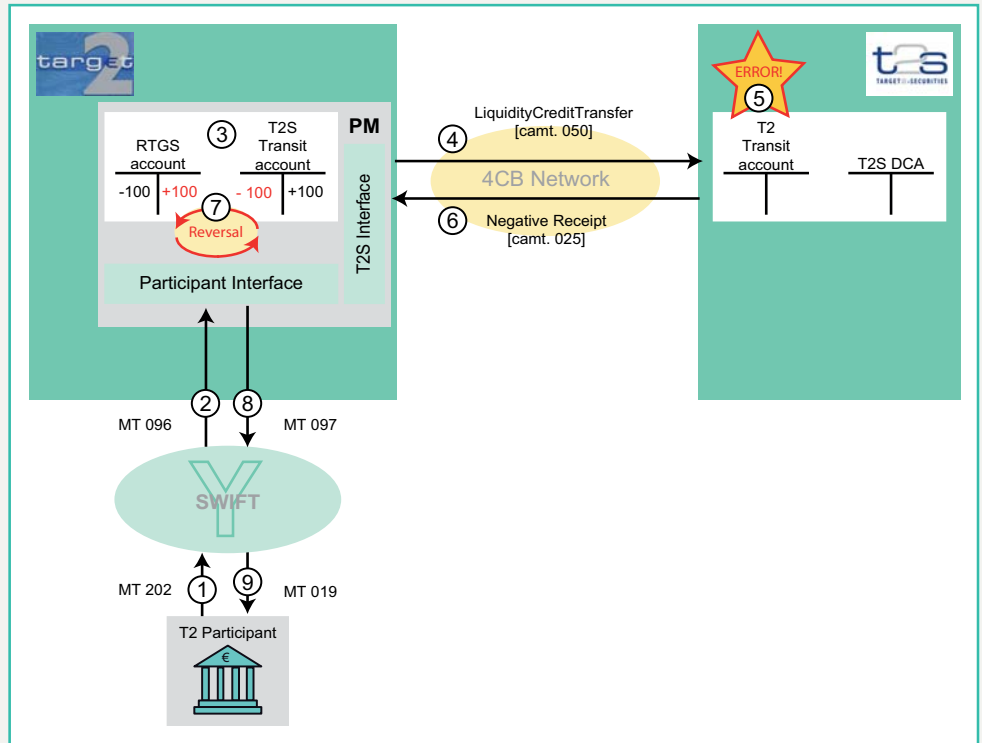 target
2
t2s
TARGET2-SECURITIES
ERROR!
5
3
RTGS
account
T2S
Transit
account
PM
-100
+100
- 100
+100
7
Reversal
T2S Interface
Participant Interface
LiquidityCreditTransfer
[camt. 050]
4
4CB Network
6
Negative Receipt
[camt. 025]
T2
Transit
account
T2S DCA
2
8
MT 096
MT 097
Y
SWIFT
MT 202
1
9
MT 019
T2 Participant
€